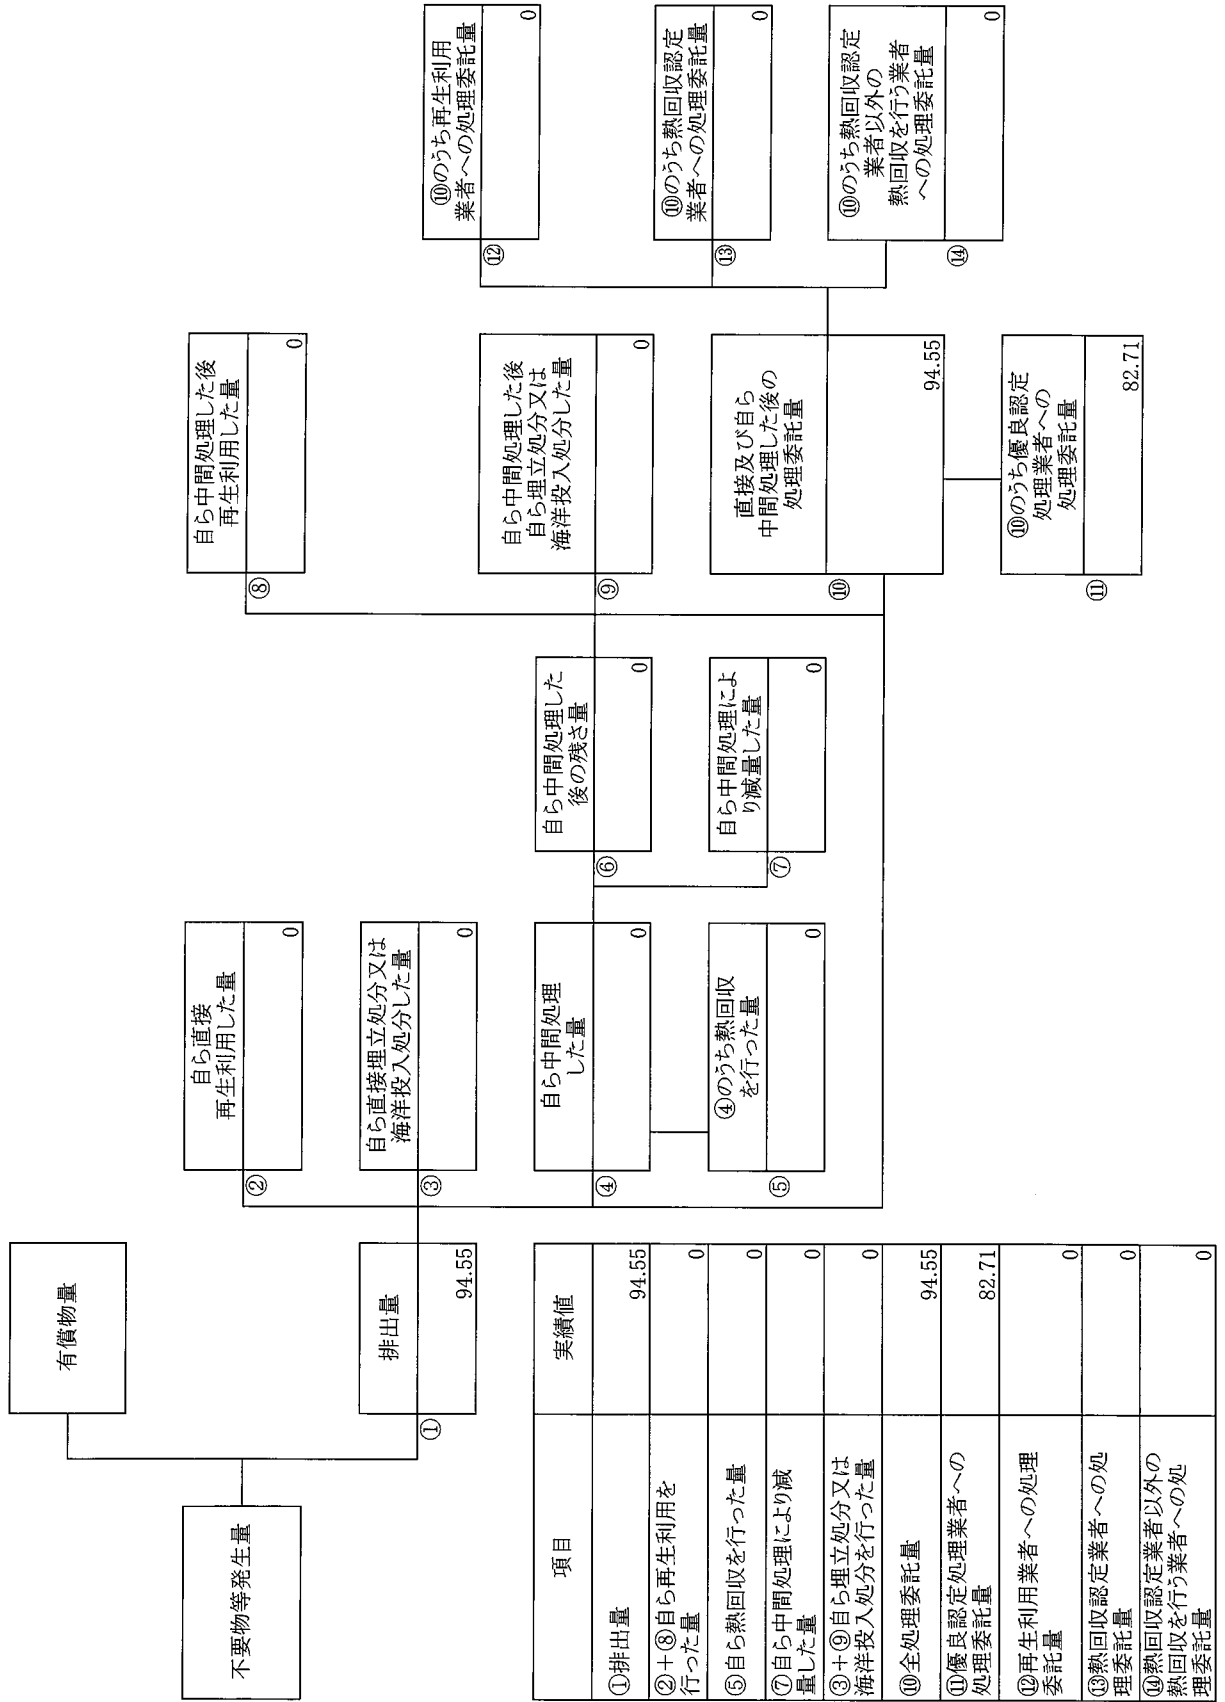 不要物等発生量
有償物量
排出量
①
94.55
自ら直接
再生利用した量
②
0
自ら直接埋立処分又は
海洋投入処分した量
③
0
自ら中間処理
した量
④
0
④のうち熱回収
を行った量
⑤
0
自ら中間処理した
後の残さ量
⑥
0
自ら中間処理によ
り減量した量
⑦
0
自ら中間処理した後
再生利用した量
⑧
0
自ら中間処理した後
自ら埋立処分又は
海洋投入処分した量
⑨
0
直接及び自ら
中間処理した後の
処理委託量
⑩
94.55
⑩のうち優良認定
処理業者への
処理委託量
⑪
82.71
⑩のうち再生利用
業者への処理委託量
⑫
0
⑩のうち熱回収認定
業者への処理委託量
⑬
0
⑩のうち熱回収認定
業者以外の
熱回収を行う業者
への処理委託量
⑭
0
項目 実績値
①排出量 94.55
②＋⑧自ら再生利用を 0
行った量
⑤自ら熱回収を行った量 0
⑦自ら中間処理により減 0
量した量
③＋⑨自ら埋立処分又は 0
海洋投入処分を行った量
⑩全処理委託量 94.55
⑪優良認定処理業者への 82.71
処理委託量
⑫再生利用業者への処理 0
委託量
⑬熱回収認定業者への処 0
理委託量
⑭熱回収認定業者以外の 0
熱回収を行う業者への処
理委託量